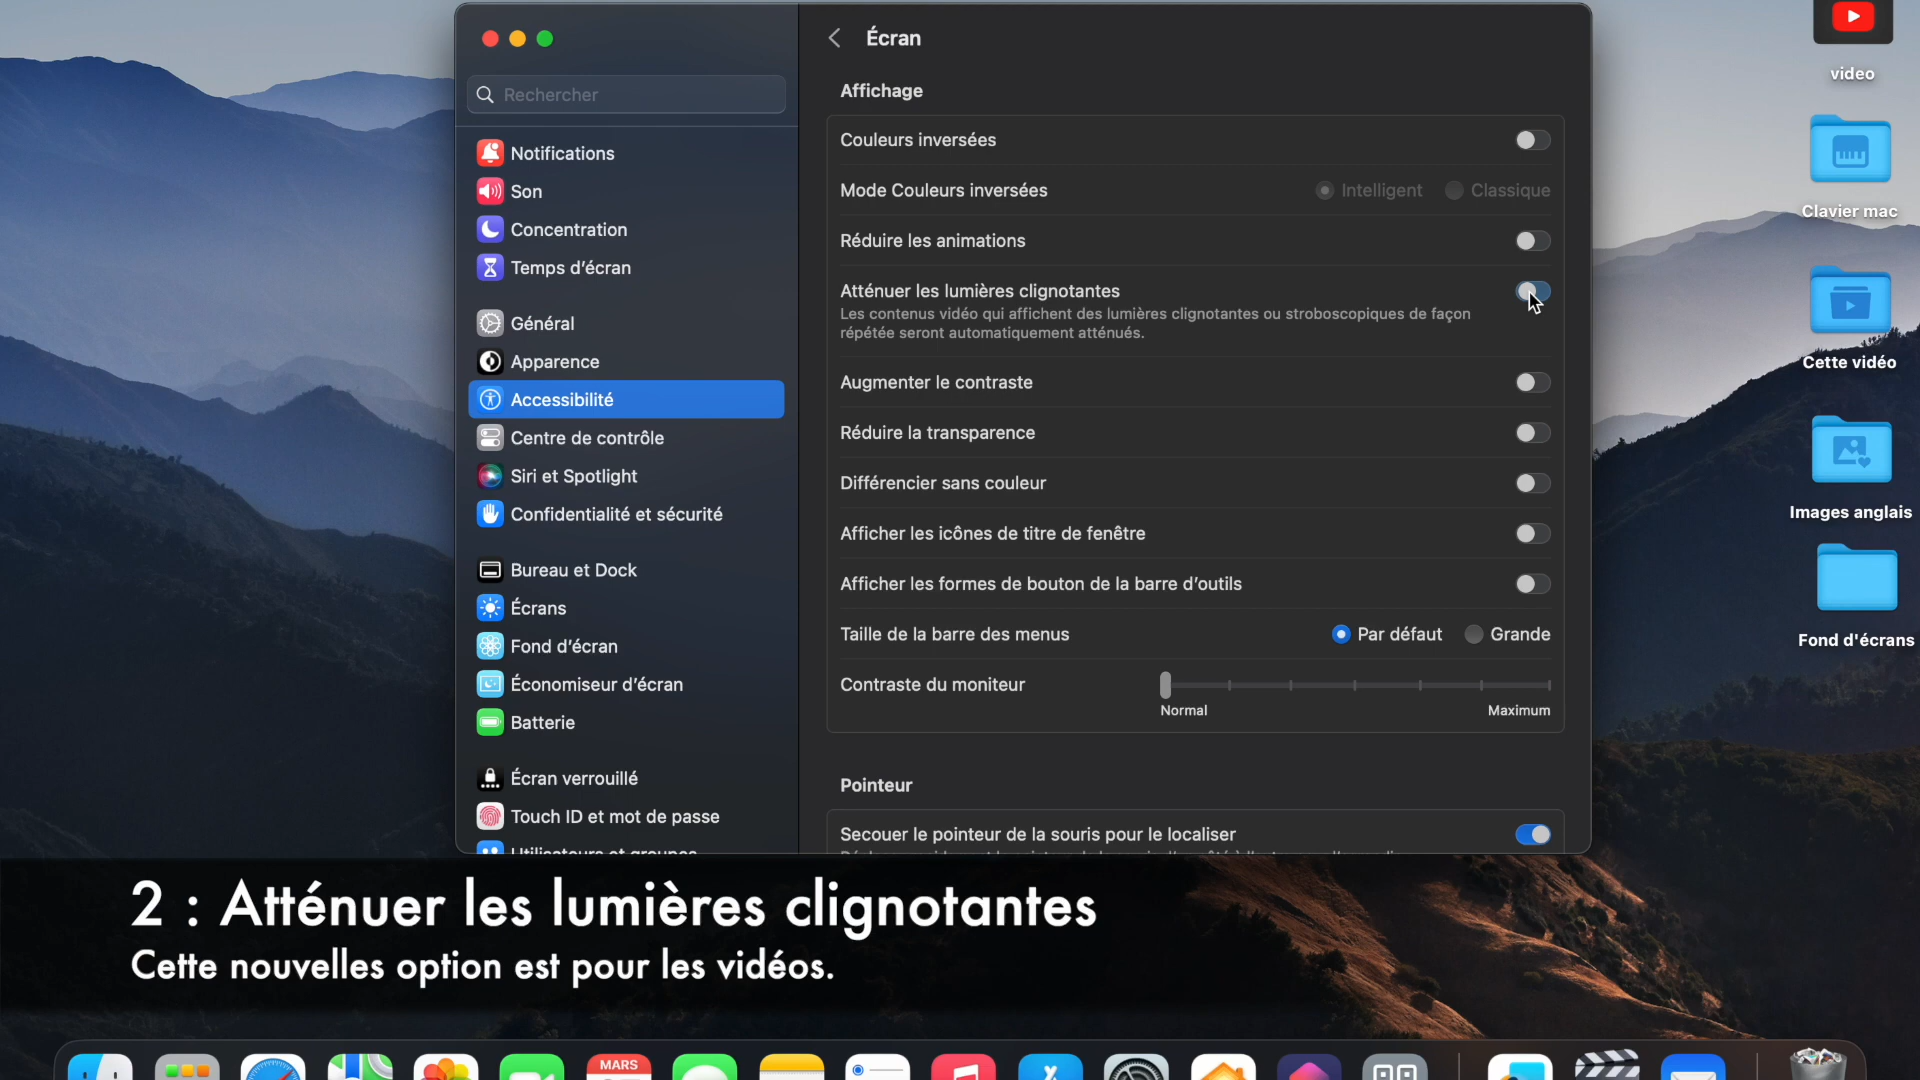 Écran
Rechercher
Notifications
Son
Concentration
Temps d'écran
Général
Apparence
Accessibilité
Centre de contrôle
Siri et Spotlight
Confidentialité et sécurité
Bureau et Dock
Écrans
Fond d'écran
Économiseur d'écran
Batterie
Écran verrouillé
Touch ID et mot de passe
Utilisateurs et groupes
Affichage
Couleurs inversées
Mode Couleurs inversées Intelligent Classique
Réduire les animations
Atténuer les lumières clignotantes
Les contenus vidéo qui affichent des lumières clignotantes ou stroboscopiques de façon
répétée seront automatiquement atténués.
Augmenter le contraste
Réduire la transparence
Différencier sans couleur
Afficher les icônes de titre de fenêtre
Afficher les formes de bouton de la barre d'outils
Taille de la barre des menus Par défaut Grande
Contraste du moniteur
Normal Maximum
Pointeur
Secouer le pointeur de la souris pour le localiser
video
Clavier mac
Cette vidéo
Images anglais
Fond d'écrans
2 : Atténuer les lumières clignotantes
Cette nouvelles option est pour les vidéos.
MARS